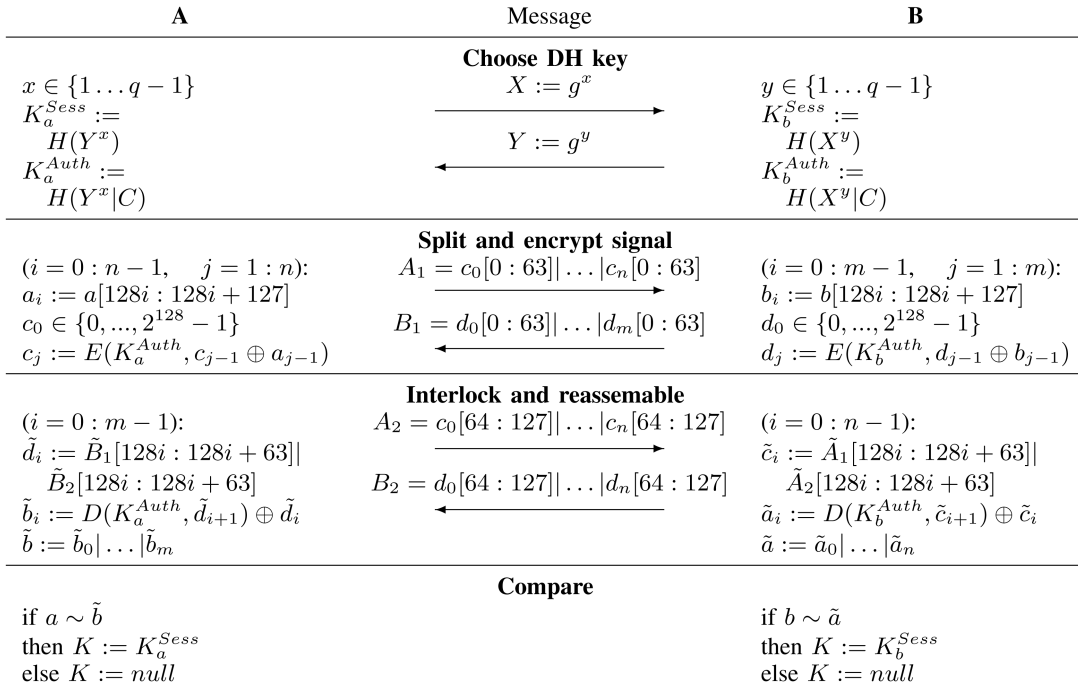 A Message B
Choose DH key
x ∈ {1 … q − 1} X := g^x y ∈ {1 … q − 1}
K_a^{Sess} := K_b^{Sess} :=
H(Y^x) Y := g^y H(X^y)
K_a^{Auth} := K_b^{Auth} :=
H(Y^x|C) H(X^y|C)
Split and encrypt signal
(i = 0 : n − 1, j = 1 : n): A_1 = c_0[0 : 63]| … |c_n[0 : 63] (i = 0 : m − 1, j = 1 : m):
a_i := a[128i : 128i + 127] b_i := b[128i : 128i + 127]
c_0 ∈ {0, ..., 2^{128} − 1} B_1 = d_0[0 : 63]| … |d_m[0 : 63] d_0 ∈ {0, ..., 2^{128} − 1}
c_j := E(K_a^{Auth}, c_{j−1} ⊕ a_{j−1}) d_j := E(K_b^{Auth}, d_{j−1} ⊕ b_{j−1})
Interlock and reassemable
(i = 0 : m − 1): A_2 = c_0[64 : 127]| … |c_n[64 : 127] (i = 0 : n − 1):
d̃_i := B̃_1[128i : 128i + 63]| c̃_i := Ã_1[128i : 128i + 63]|
B̃_2[128i : 128i + 63] B_2 = d_0[64 : 127]| … |d_n[64 : 127] Ã_2[128i : 128i + 63]
b̃_i := D(K_a^{Auth}, d̃_{i+1}) ⊕ d̃_i ã_i := D(K_b^{Auth}, c̃_{i+1}) ⊕ c̃_i
b̃ := b̃_0| … |b̃_m ã := ã_0| … |ã_n
Compare
if a ∼ b̃ if b ∼ ã
then K := K_a^{Sess} then K := K_b^{Sess}
else K := null else K := null